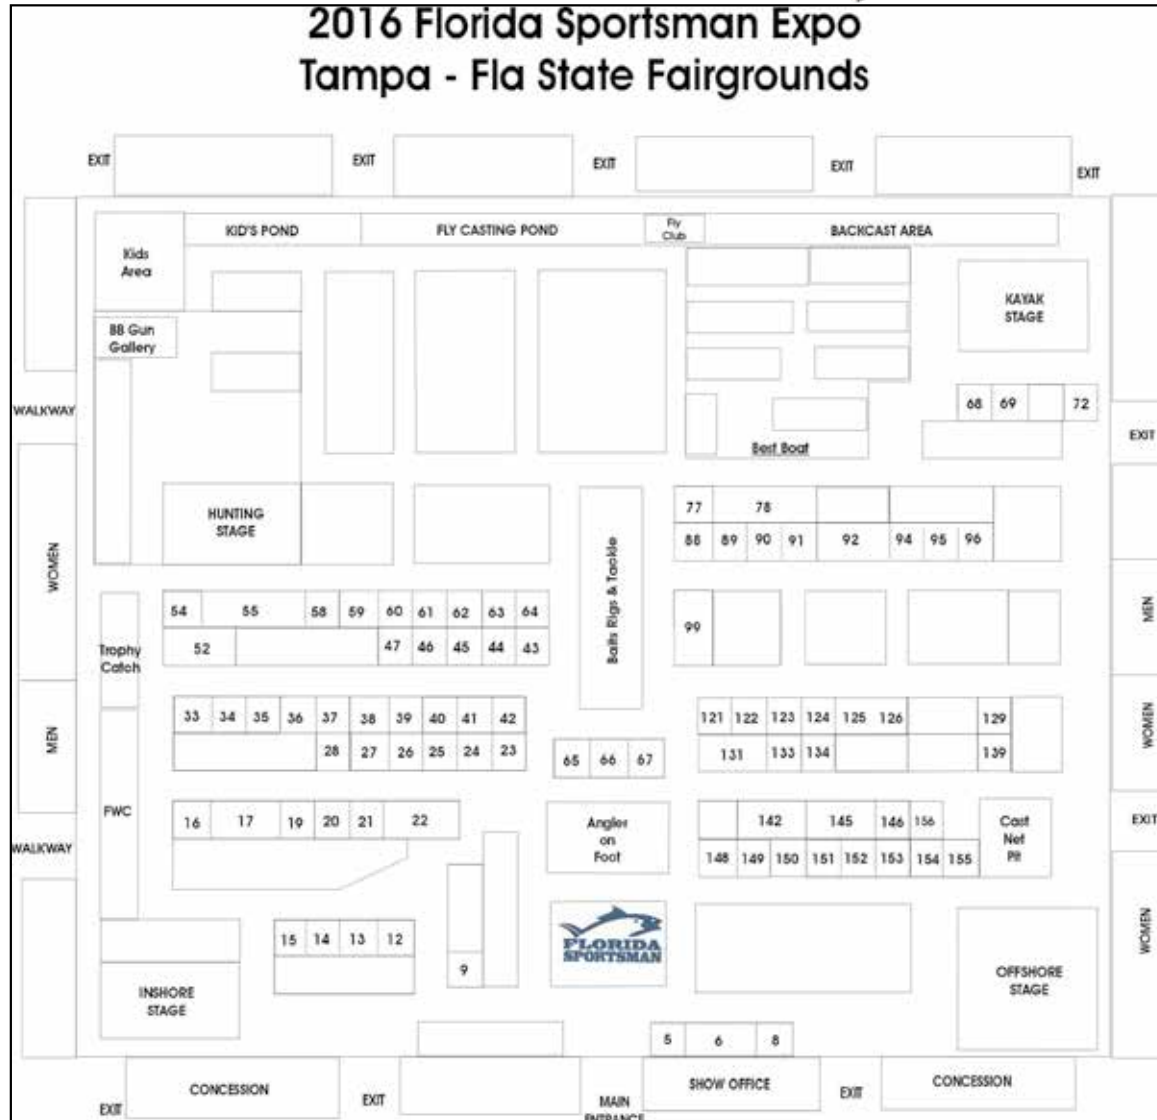 2016 Florida Sportsman Expo
Tampa - Fla State Fairgrounds
EXIT
EXIT
EXIT
EXIT
EXIT
KID'S POND
FLY CASTING POND
Fly
Club
BACKCAST AREA
Kids
Area
BB Gun
Gallery
KAYAK
STAGE
WALKWAY
68 69 72
EXIT
Best Boat
HUNTING
STAGE
WOMEN
Baits Rigs & Tackle
77 78
88 89 90 91 92 94 95 96
54 55 58 59 60 61 62 63 64
52 47 46 45 44 43
99
MEN
Trophy
Catch
33 34 35 36 37 38 39 40 41 42
28 27 26 25 24 23
MEN
65 66 67
121 122 123 124 125 126 129
131 133 134 139
WOMEN
FWC
WALKWAY
16 17 19 20 21 22
Angler
on
Foot
142 145 146 156
148 149 150 151 152 153 154 155
Cast
Net
Pit
EXIT
15 14 13 12
9
FLORIDA
SPORTSMAN
WOMEN
INSHORE
STAGE
OFFSHORE
STAGE
5 6 8
CONCESSION
EXIT
EXIT
MAIN
ENTRANCE
SHOW OFFICE
EXIT
CONCESSION